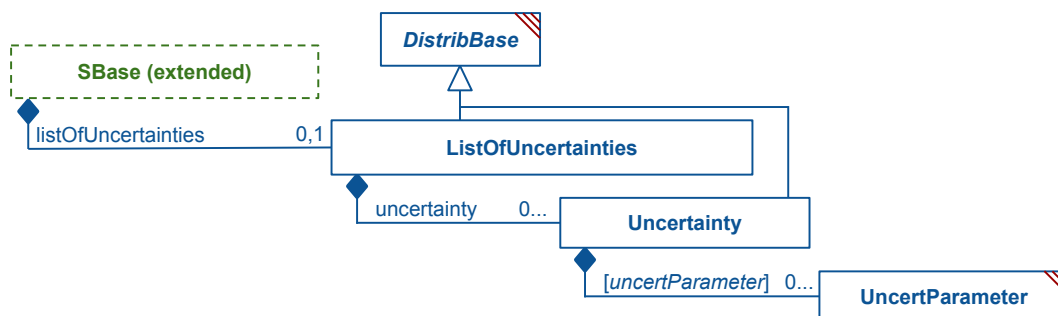 DistribBase
SBase (extended)
listOfUncertainties 0,1
ListOfUncertainties
uncertainty 0...
Uncertainty
[uncertParameter] 0...
UncertParameter